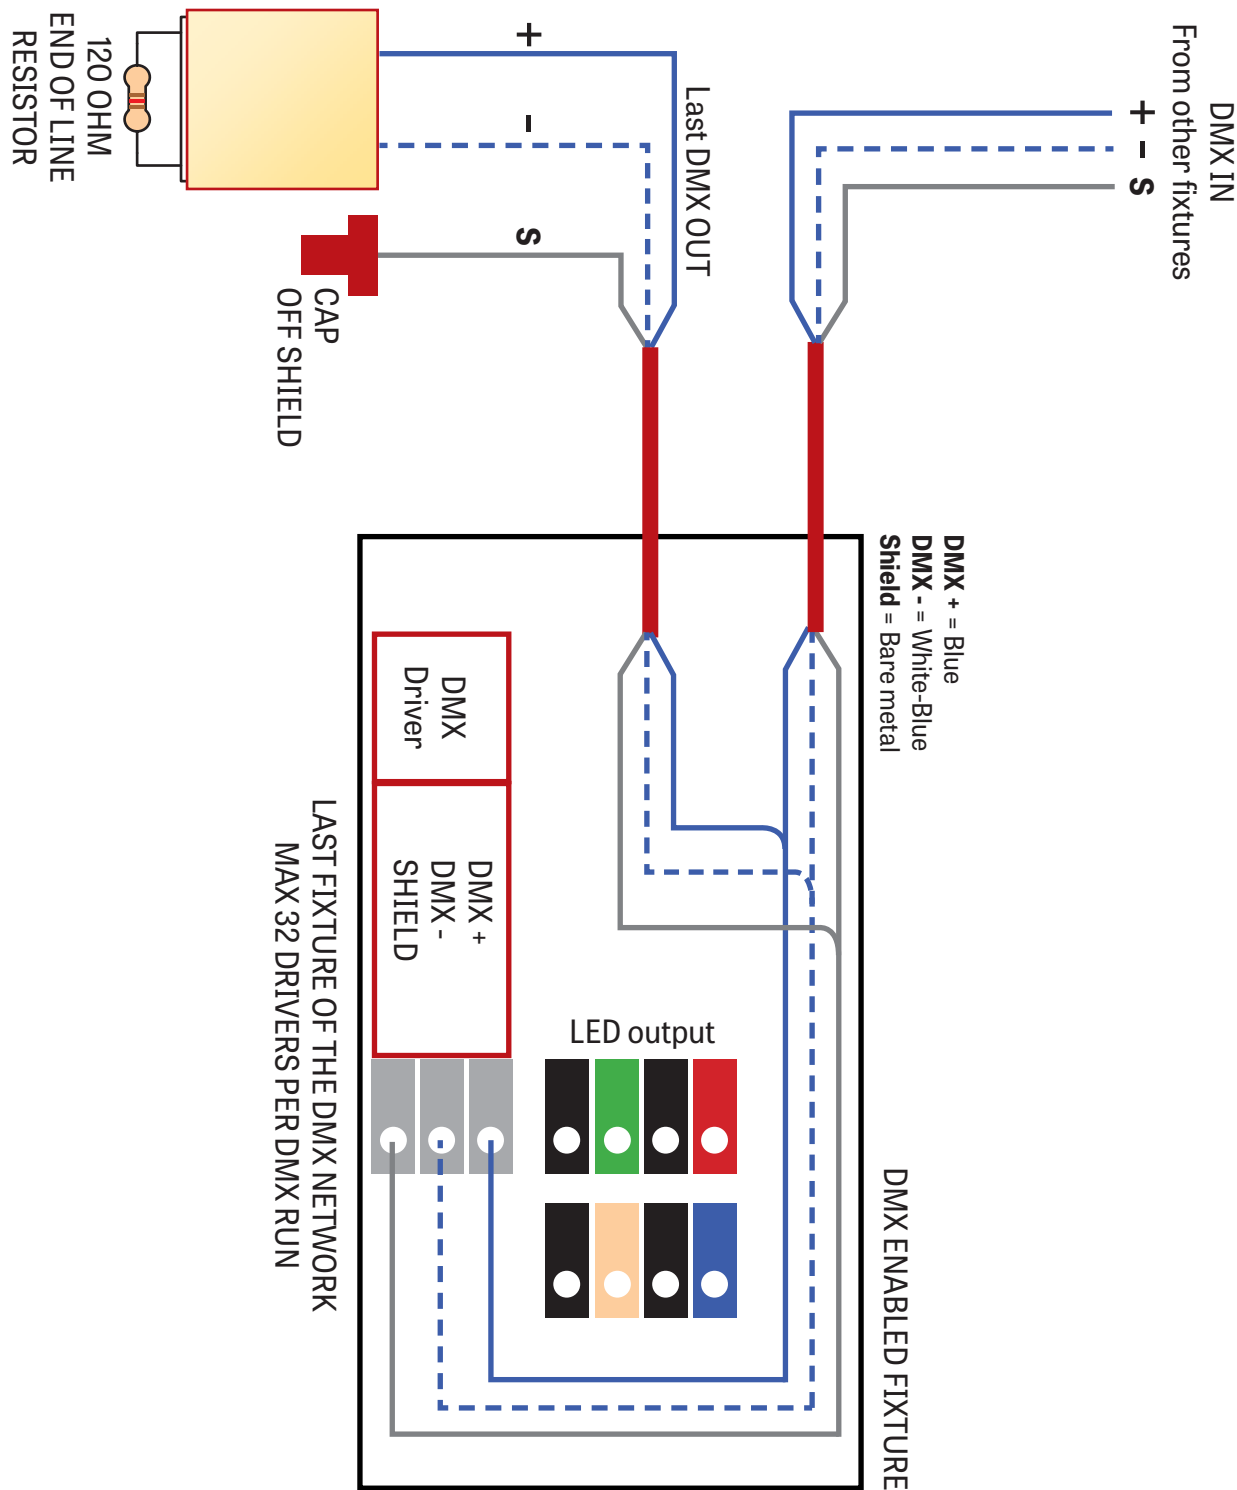 DMX IN
From other fixtures
+
-
S
Last DMX OUT
+
-
S
120 OHM
END OF LINE
RESISTOR
CAP
OFF SHIELD
DMX + = Blue
DMX - = White-Blue
Shield = Bare metal
DMX
Driver
DMX +
DMX -
SHIELD
LED output
DMX ENABLED FIXTURE
LAST FIXTURE OF THE DMX NETWORK
MAX 32 DRIVERS PER DMX RUN